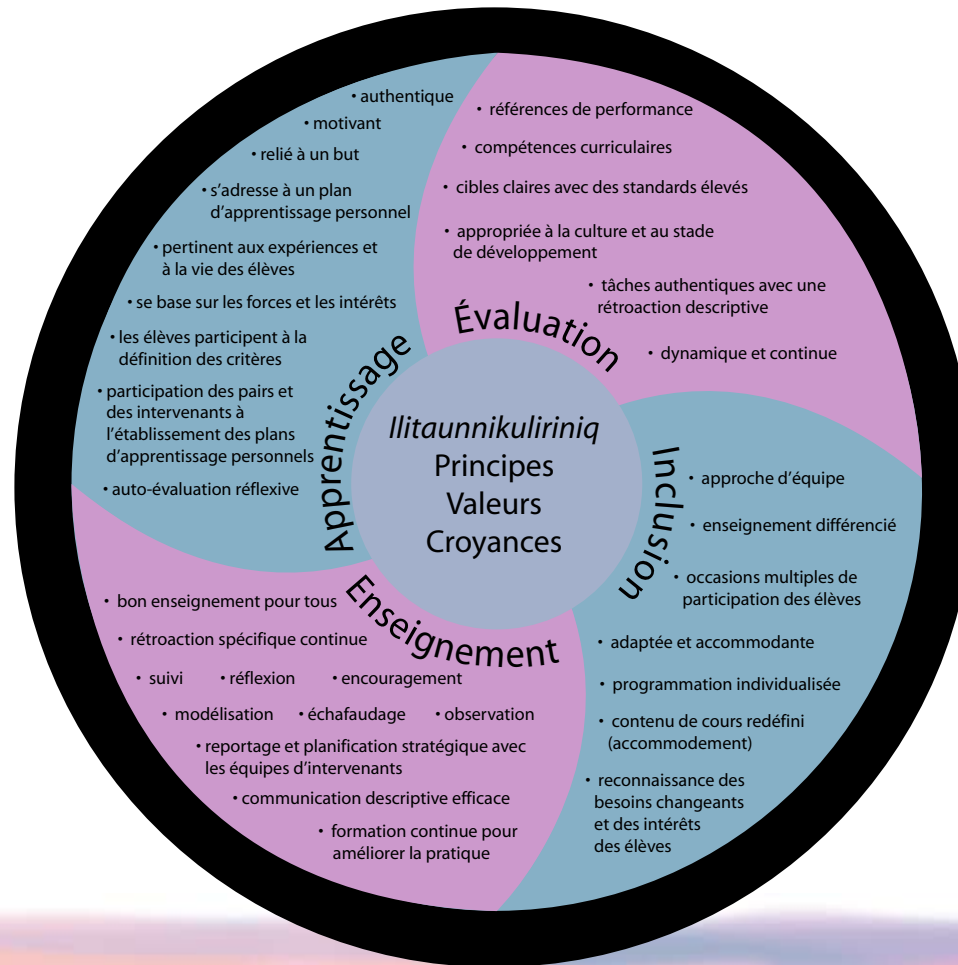 • authentique
• motivant
• relié à un but
• s'adresse à un plan
d'apprentissage personnel
• pertinent aux expériences et
à la vie des élèves
• se base sur les forces et les intérêts
• les élèves participent à la
définition des critères
• participation des pairs et
des intervenants à
l'établissement des plans
d'apprentissage personnels
• auto-évaluation réflexive
Apprentissage
• références de performance
• compétences curriculaires
• cibles claires avec des standards élevés
• appropriée à la culture et au stade
de développement
• tâches authentiques avec une
rétroaction descriptive
• dynamique et continue
Évaluation
Ilitaunnikuliriniq
Principes
Valeurs
Croyances
Inclusion
• approche d'équipe
• enseignement différencié
• occasions multiples de
participation des élèves
• adaptée et accommodante
• programmation individualisée
• contenu de cours redéfini
(accommodement)
• reconnaissance des
besoins changeants
et des intérêts
des élèves
Enseignement
• bon enseignement pour tous
• rétroaction spécifique continue
• suivi • réflexion • encouragement
• modélisation • échafaudage • observation
• reportage et planification stratégique avec
les équipes d'intervenants
• communication descriptive efficace
• formation continue pour
améliorer la pratique